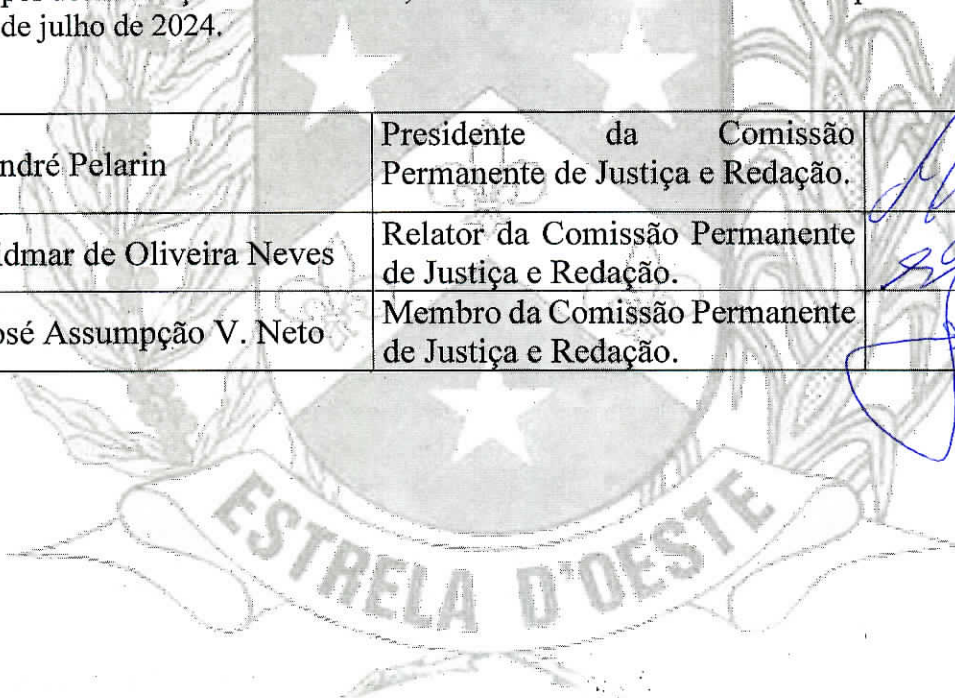 de julho de 2024.
ndré Pelarin
Presidente da Comissão
Permanente de Justiça e Redação.
dmar de Oliveira Neves
Relator da Comissão Permanente
de Justiça e Redação.
osé Assumpção V. Neto
Membro da Comissão Permanente
de Justiça e Redação.
ESTRELA D'OESTE